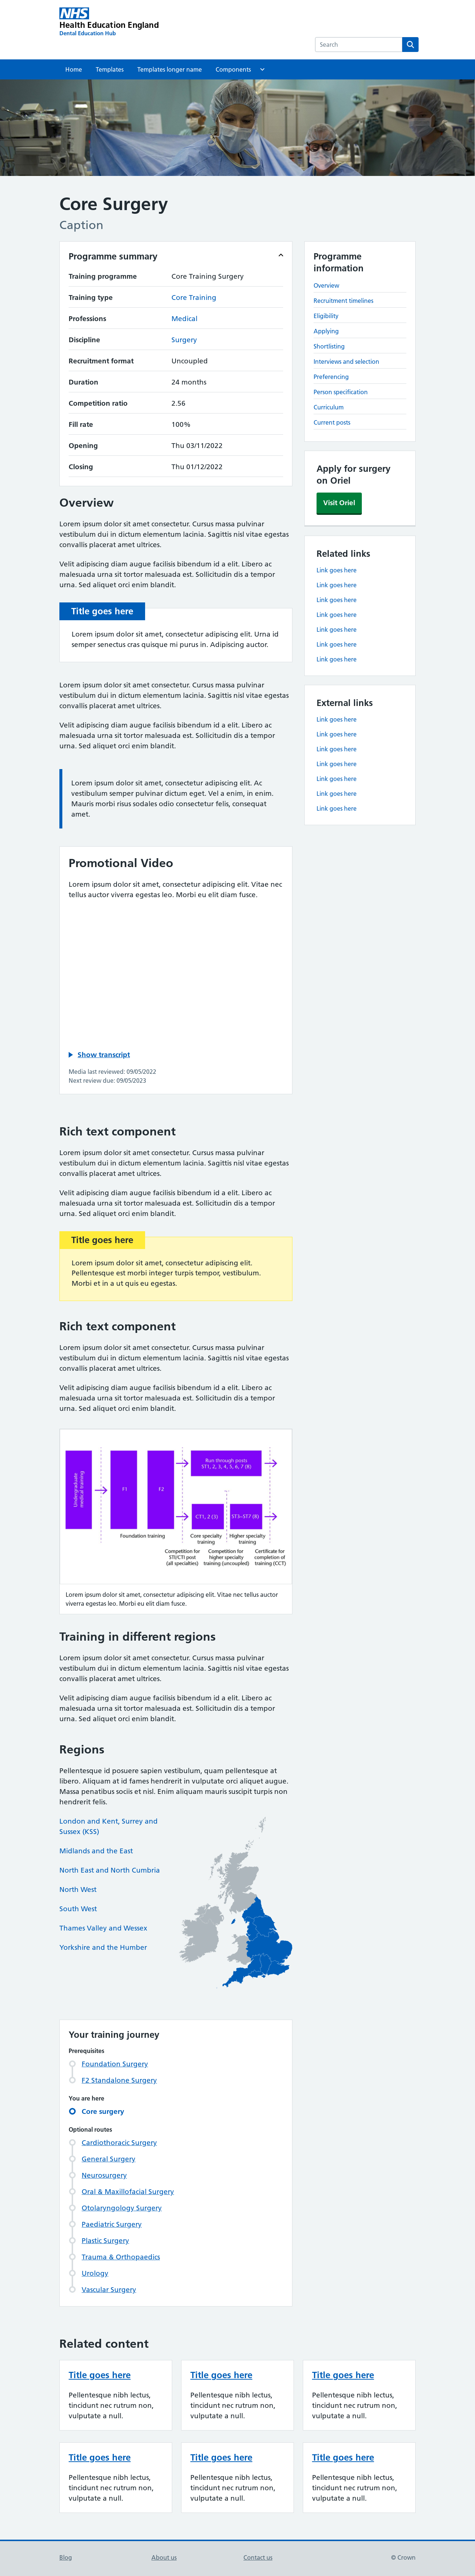 NHS
Health Education England
Dental Education Hub
Search
Home Templates Templates longer name Components
Core Surgery
Caption
Programme summary
Training programme Core Training Surgery
Training type Core Training
Professions Medical
Discipline Surgery
Recruitment format Uncoupled
Duration 24 months
Competition ratio 2.56
Fill rate 100%
Opening Thu 03/11/2022
Closing Thu 01/12/2022
Overview
Lorem ipsum dolor sit amet, consectetur adipiscing elit. Cursus massa pulvinar
vestibulum dui in dictum elementum lacinia. Sagittis nisl vitae egestas
convallis placerat amet ultrices.
Velit adipiscing diam augue facilisis bibendum id a elit. Libero ac
malesuada urna sit tortor malesuada est. Sollicitudin dis a tempor
urna. Sed aliquet orci enim blandit.
Title goes here
Lorem ipsum dolor sit amet, consectetur adipiscing elit. Urna id
semper senectus cras quisque mi purus in. Adipiscing auctor.
Lorem ipsum dolor sit amet, consectetur adipiscing elit. Cursus massa pulvinar
vestibulum dui in dictum elementum lacinia. Sagittis nisl vitae egestas
convallis placerat amet ultrices.
Velit adipiscing diam augue facilisis bibendum id a elit. Libero ac
malesuada urna sit tortor malesuada est. Sollicitudin dis a tempor
urna. Sed aliquet orci enim blandit.
Lorem ipsum dolor sit amet, consectetur adipiscing elit. Ac
vestibulum semper pulvinar dictum eget. Vel a enim, in enim.
Mauris morbi risus sodales odio consectetur felis, consequat
amet.
Promotional Video
Lorem ipsum dolor sit amet, consectetur adipiscing elit. Vitae nec
tellus auctor viverra egestas leo. Morbi eu elit diam fusce.
Show transcript
Media last reviewed: 09/05/2022
Next review due: 09/05/2023
Rich text component
Lorem ipsum dolor sit amet, consectetur. Cursus massa pulvinar
vestibulum dui in dictum elementum lacinia. Sagittis nisl vitae egestas
convallis placerat amet ultrices.
Velit adipiscing diam augue facilisis bibendum id a elit. Libero ac
malesuada urna sit tortor malesuada est. Sollicitudin dis a tempor
urna. Sed aliquet orci enim blandit.
Title goes here
Lorem ipsum dolor sit amet, consectetur adipiscing elit.
Pellentesque est morbi integer turpis tempor, vestibulum.
Morbi et in a ut quis eu egestas.
Rich text component
Lorem ipsum dolor sit amet, consectetur. Cursus massa pulvinar
vestibulum dui in dictum elementum lacinia. Sagittis nisl vitae egestas
convallis placerat amet ultrices.
Velit adipiscing diam augue facilisis bibendum id a elit. Libero ac
malesuada urna sit tortor malesuada est. Sollicitudin dis a tempor
urna. Sed aliquet orci enim blandit.
Undergraduate
medical training
F1
F2
Run through posts
ST1, 2, 3, 4, 5, 6, 7 (8)
CT1, 2 (3)
ST3–ST7 (8)
Foundation training
Core specialty
training
Higher specialty
training
Competition for
ST/CT1 post
(all specialties)
Competition for
higher specialty
training (uncoupled)
Certificate for
completion of
training (CCT)
Lorem ipsum dolor sit amet, consectetur adipiscing elit. Vitae nec tellus auctor
viverra egestas leo. Morbi eu elit diam fusce.
Training in different regions
Lorem ipsum dolor sit amet, consectetur. Cursus massa pulvinar
vestibulum dui in dictum elementum lacinia. Sagittis nisl vitae egestas
convallis placerat amet ultrices.
Velit adipiscing diam augue facilisis bibendum id a elit. Libero ac
malesuada urna sit tortor malesuada est. Sollicitudin dis a tempor
urna. Sed aliquet orci enim blandit.
Regions
Pellentesque id posuere sapien vestibulum, quam pellentesque at
libero. Aliquam id fames hendrerit in vulputate orci aliquet augue.
Massa penatibus sociis et nisl. Enim aliquam mauris suscipit turpis non
hendrerit felis.
London and Kent, Surrey and
Sussex (KSS)
Midlands and the East
North East and North Cumbria
North West
South West
Thames Valley and Wessex
Yorkshire and the Humber
Your training journey
Prerequisites
Foundation Surgery
F2 Standalone Surgery
You are here
Core surgery
Optional routes
Cardiothoracic Surgery
General Surgery
Neurosurgery
Oral & Maxillofacial Surgery
Otolaryngology Surgery
Paediatric Surgery
Plastic Surgery
Trauma & Orthopaedics
Urology
Vascular Surgery
Programme
information
Overview
Recruitment timelines
Eligibility
Applying
Shortlisting
Interviews and selection
Preferencing
Person specification
Curriculum
Current posts
Apply for surgery
on Oriel
Visit Oriel
Related links
Link goes here
Link goes here
Link goes here
Link goes here
Link goes here
Link goes here
Link goes here
External links
Link goes here
Link goes here
Link goes here
Link goes here
Link goes here
Link goes here
Link goes here
Related content
Title goes here
Pellentesque nibh lectus,
tincidunt nec rutrum non,
vulputate a null.
Title goes here
Pellentesque nibh lectus,
tincidunt nec rutrum non,
vulputate a null.
Title goes here
Pellentesque nibh lectus,
tincidunt nec rutrum non,
vulputate a null.
Title goes here
Pellentesque nibh lectus,
tincidunt nec rutrum non,
vulputate a null.
Title goes here
Pellentesque nibh lectus,
tincidunt nec rutrum non,
vulputate a null.
Title goes here
Pellentesque nibh lectus,
tincidunt nec rutrum non,
vulputate a null.
Blog About us Contact us © Crown